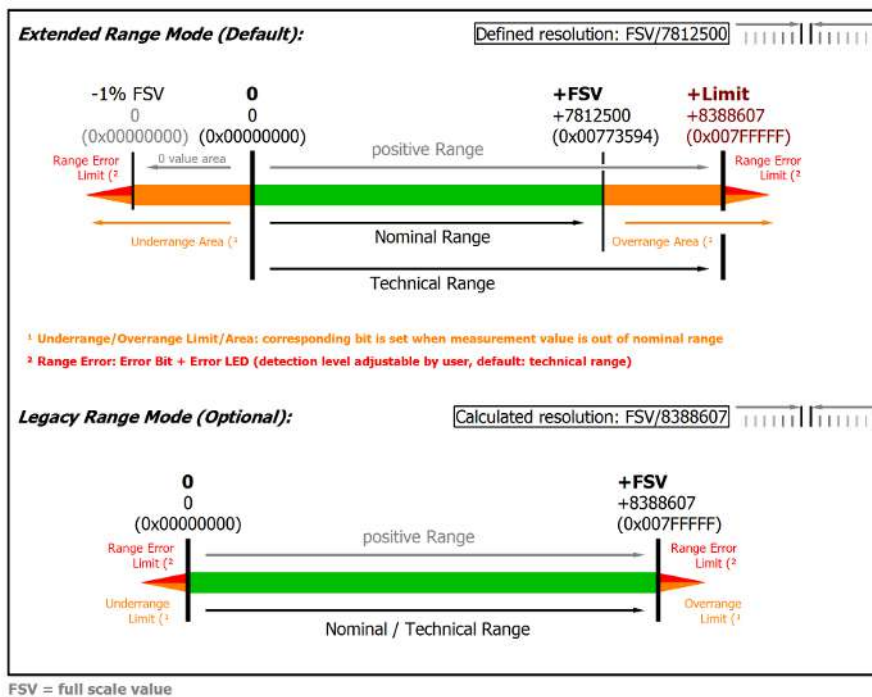 Extended Range Mode (Default):
Defined resolution: FSV/7812500
-1% FSV
0
(0x00000000)
0
0
(0x00000000)
+FSV
+7812500
(0x00773594)
+Limit
+8388607
(0x007FFFFF)
Range Error
Limit (²
0 value area
positive Range
Range Error
Limit (²
Underrange Area (¹
Nominal Range
Overrange Area (¹
Technical Range
¹ Underrange/Overrange Limit/Area: corresponding bit is set when measurement value is out of nominal range
² Range Error: Error Bit + Error LED (detection level adjustable by user, default: technical range)
Legacy Range Mode (Optional):
Calculated resolution: FSV/8388607
0
0
(0x00000000)
+FSV
+8388607
(0x007FFFFF)
Range Error
Limit (²
positive Range
Range Error
Limit (²
Underrange
Limit (¹
Nominal / Technical Range
Overrange
Limit (¹
FSV = full scale value